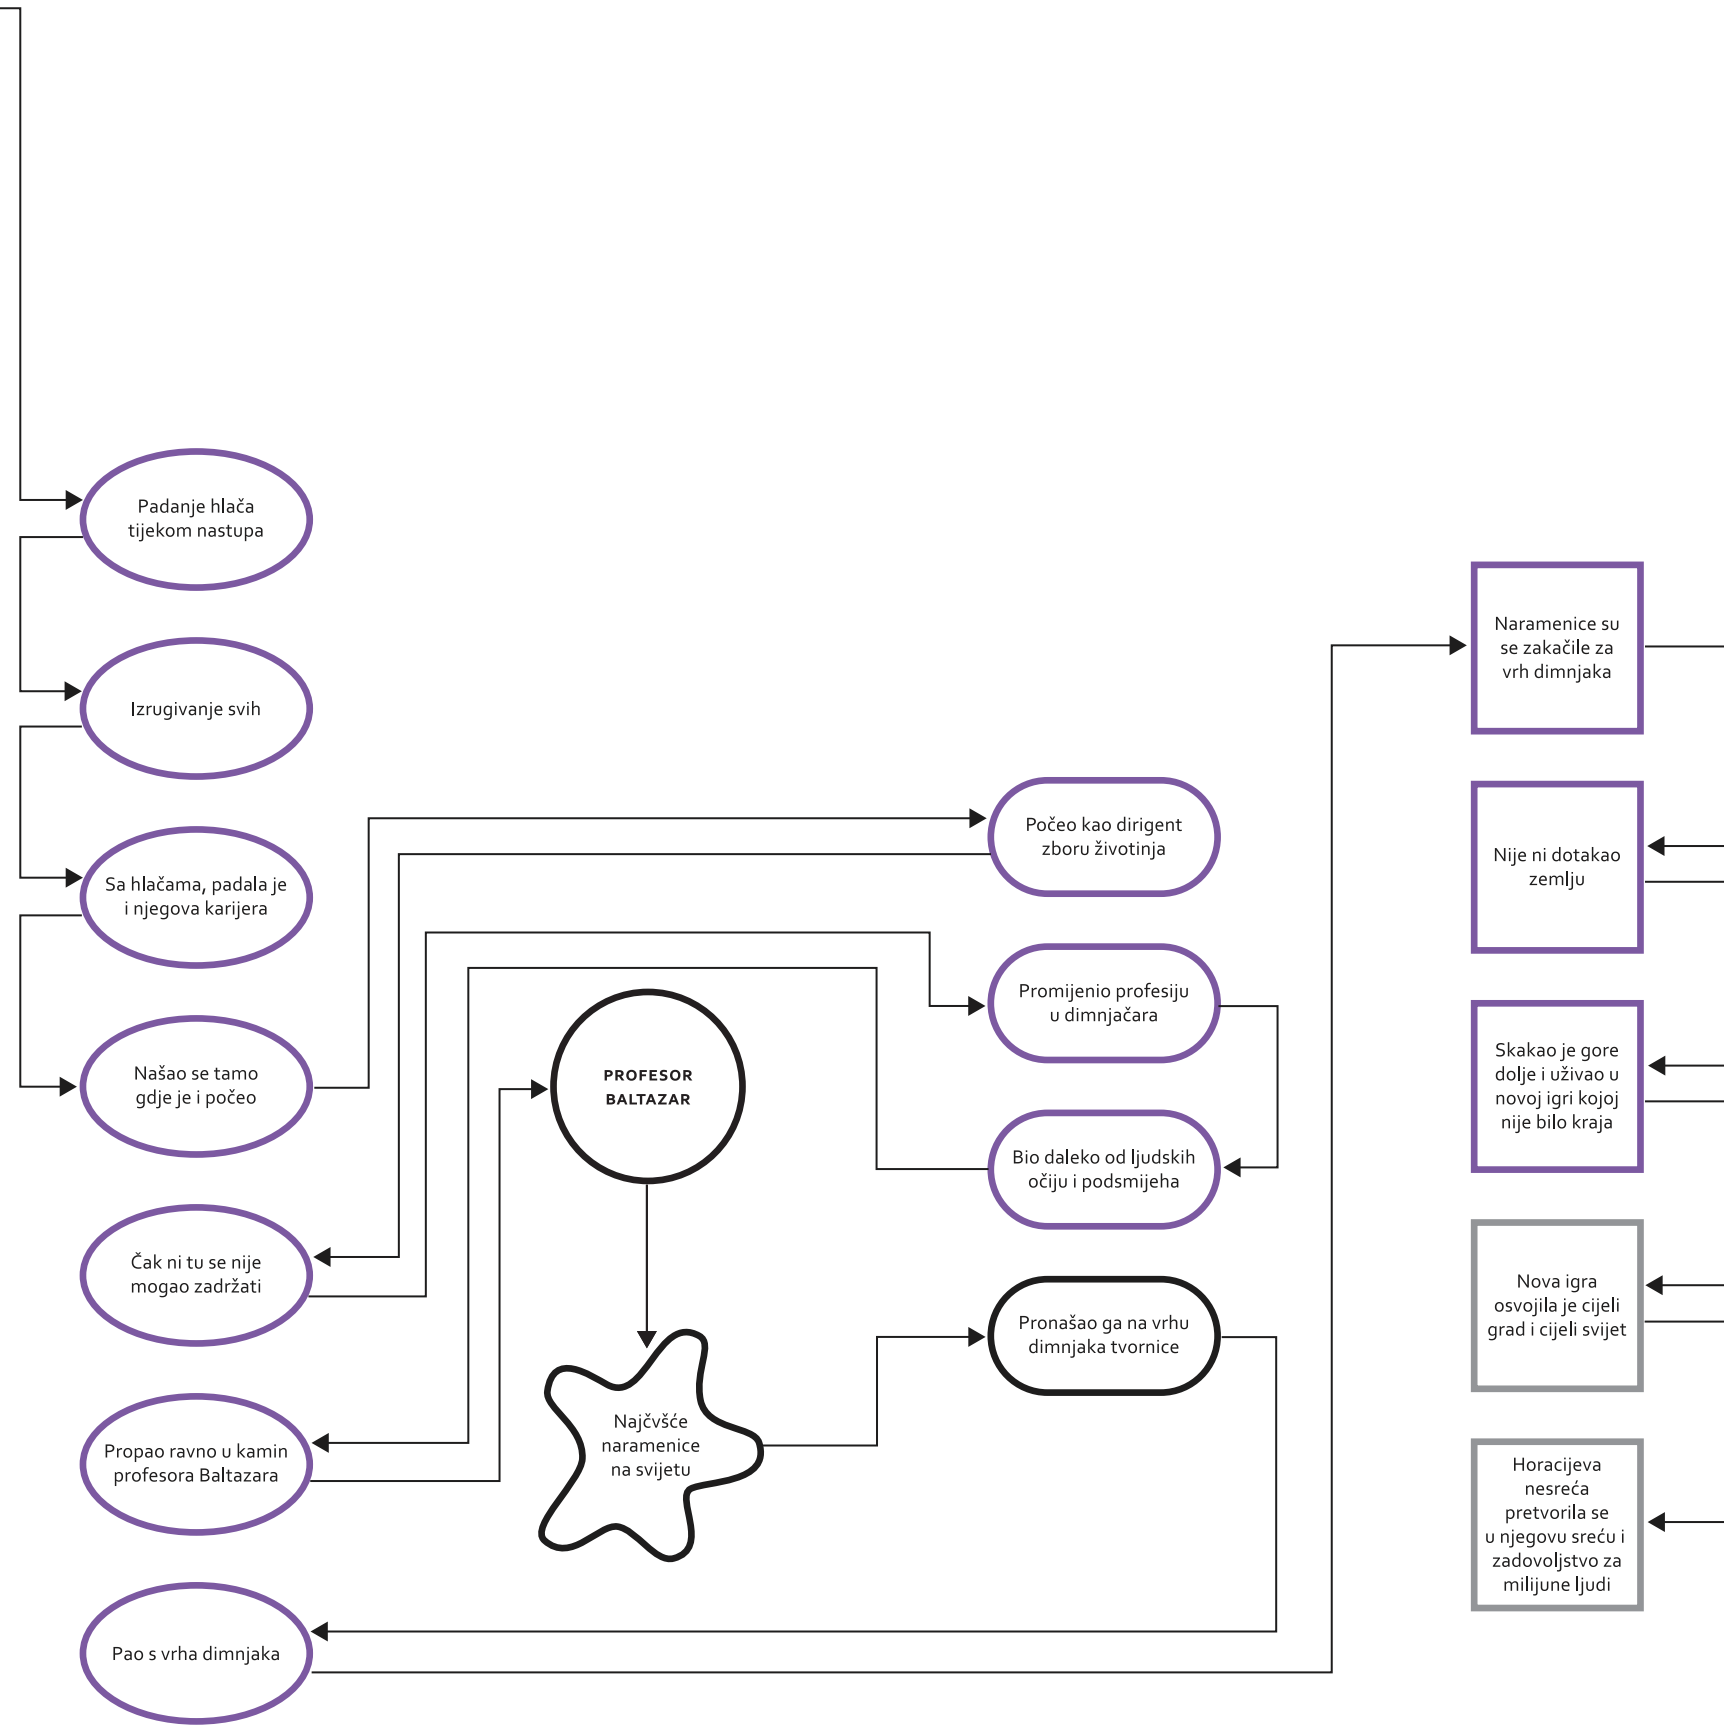 Padanje hlača
tijekom nastupa
Izrugivanje svih
Sa hlačama, padala je
i njegova karijera
Našao se tamo
gdje je i počeo
Čak ni tu se nije
mogao zadržati
Propao ravno u kamin
profesora Baltazara
Pao s vrha dimnjaka
PROFESOR
BALTAZAR
Najčvšće
naramenice
na svijetu
Počeo kao dirigent
zboru životinja
Promijenio profesiju
u dimnjačara
Bio daleko od ljudskih
očiju i podsmijeha
Pronašao ga na vrhu
dimnjaka tvornice
Naramenice su
se zakačile za
vrh dimnjaka
Nije ni dotakao
zemlju
Skakao je gore
dolje i uživao u
novoj igri kojoj
nije bilo kraja
Nova igra
osvojila je cijeli
grad i cijeli svijet
Horacijeva
nesreća
pretvorila se
u njegovu sreću i
zadovoljstvo za
milijune ljudi